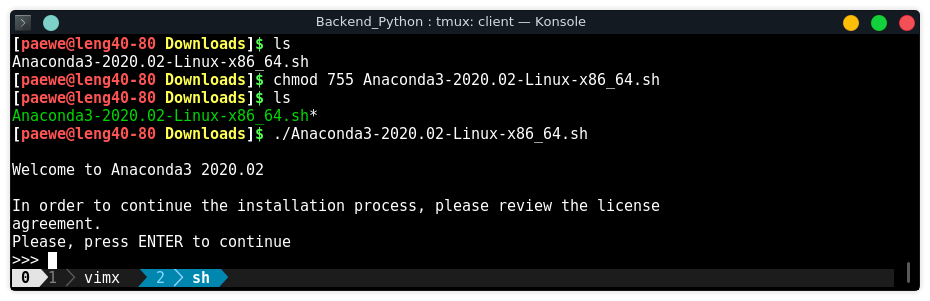 Backend_Python : tmux: client — Konsole
[paewe@leng40-80 Downloads]$ ls
Anaconda3-2020.02-Linux-x86_64.sh
[paewe@leng40-80 Downloads]$ chmod 755 Anaconda3-2020.02-Linux-x86_64.sh
[paewe@leng40-80 Downloads]$ ls
Anaconda3-2020.02-Linux-x86_64.sh*
[paewe@leng40-80 Downloads]$ ./Anaconda3-2020.02-Linux-x86_64.sh
Welcome to Anaconda3 2020.02
In order to continue the installation process, please review the license
agreement.
Please, press ENTER to continue
>>>
0 1 vimx 2 sh